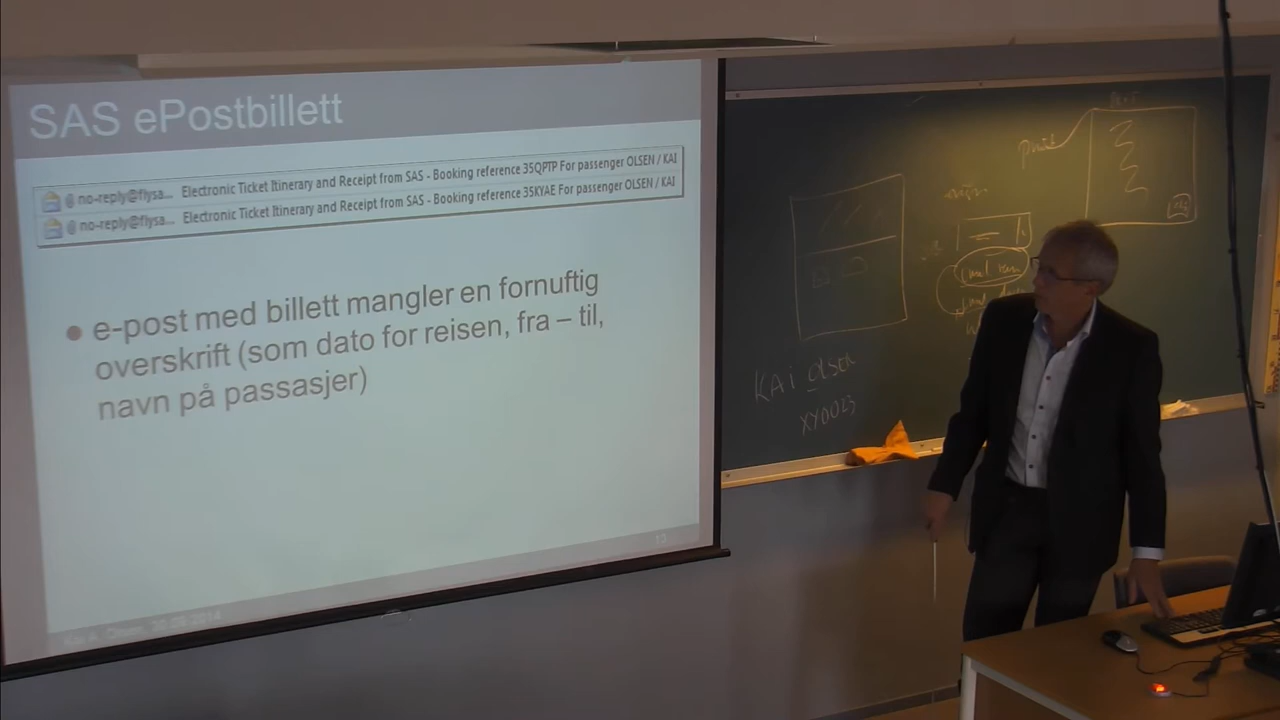 SAS ePostbillett
@ no-reply@flysa... Electronic Ticket Itinerary and Receipt from SAS - Booking reference 35QPTP For passenger OLSEN / KAI
@ no-reply@flysa... Electronic Ticket Itinerary and Receipt from SAS - Booking reference 35KYAE For passenger OLSEN / KAI
● e-post med billett mangler en fornuftig
overskrift (som dato for reisen, fra – til,
navn på passasjer)
13
KAi olsen
XY0023